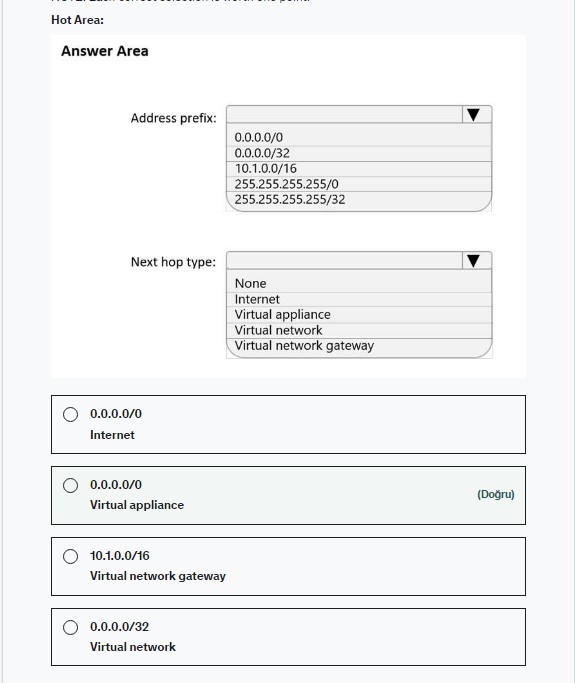 Hot Area:
Answer Area
Address prefix:
0.0.0.0/0
0.0.0.0/32
10.1.0.0/16
255.255.255.255/0
255.255.255.255/32
Next hop type:
None
Internet
Virtual appliance
Virtual network
Virtual network gateway
0.0.0.0/0
Internet
0.0.0.0/0
Virtual appliance
(Doğru)
10.1.0.0/16
Virtual network gateway
0.0.0.0/32
Virtual network